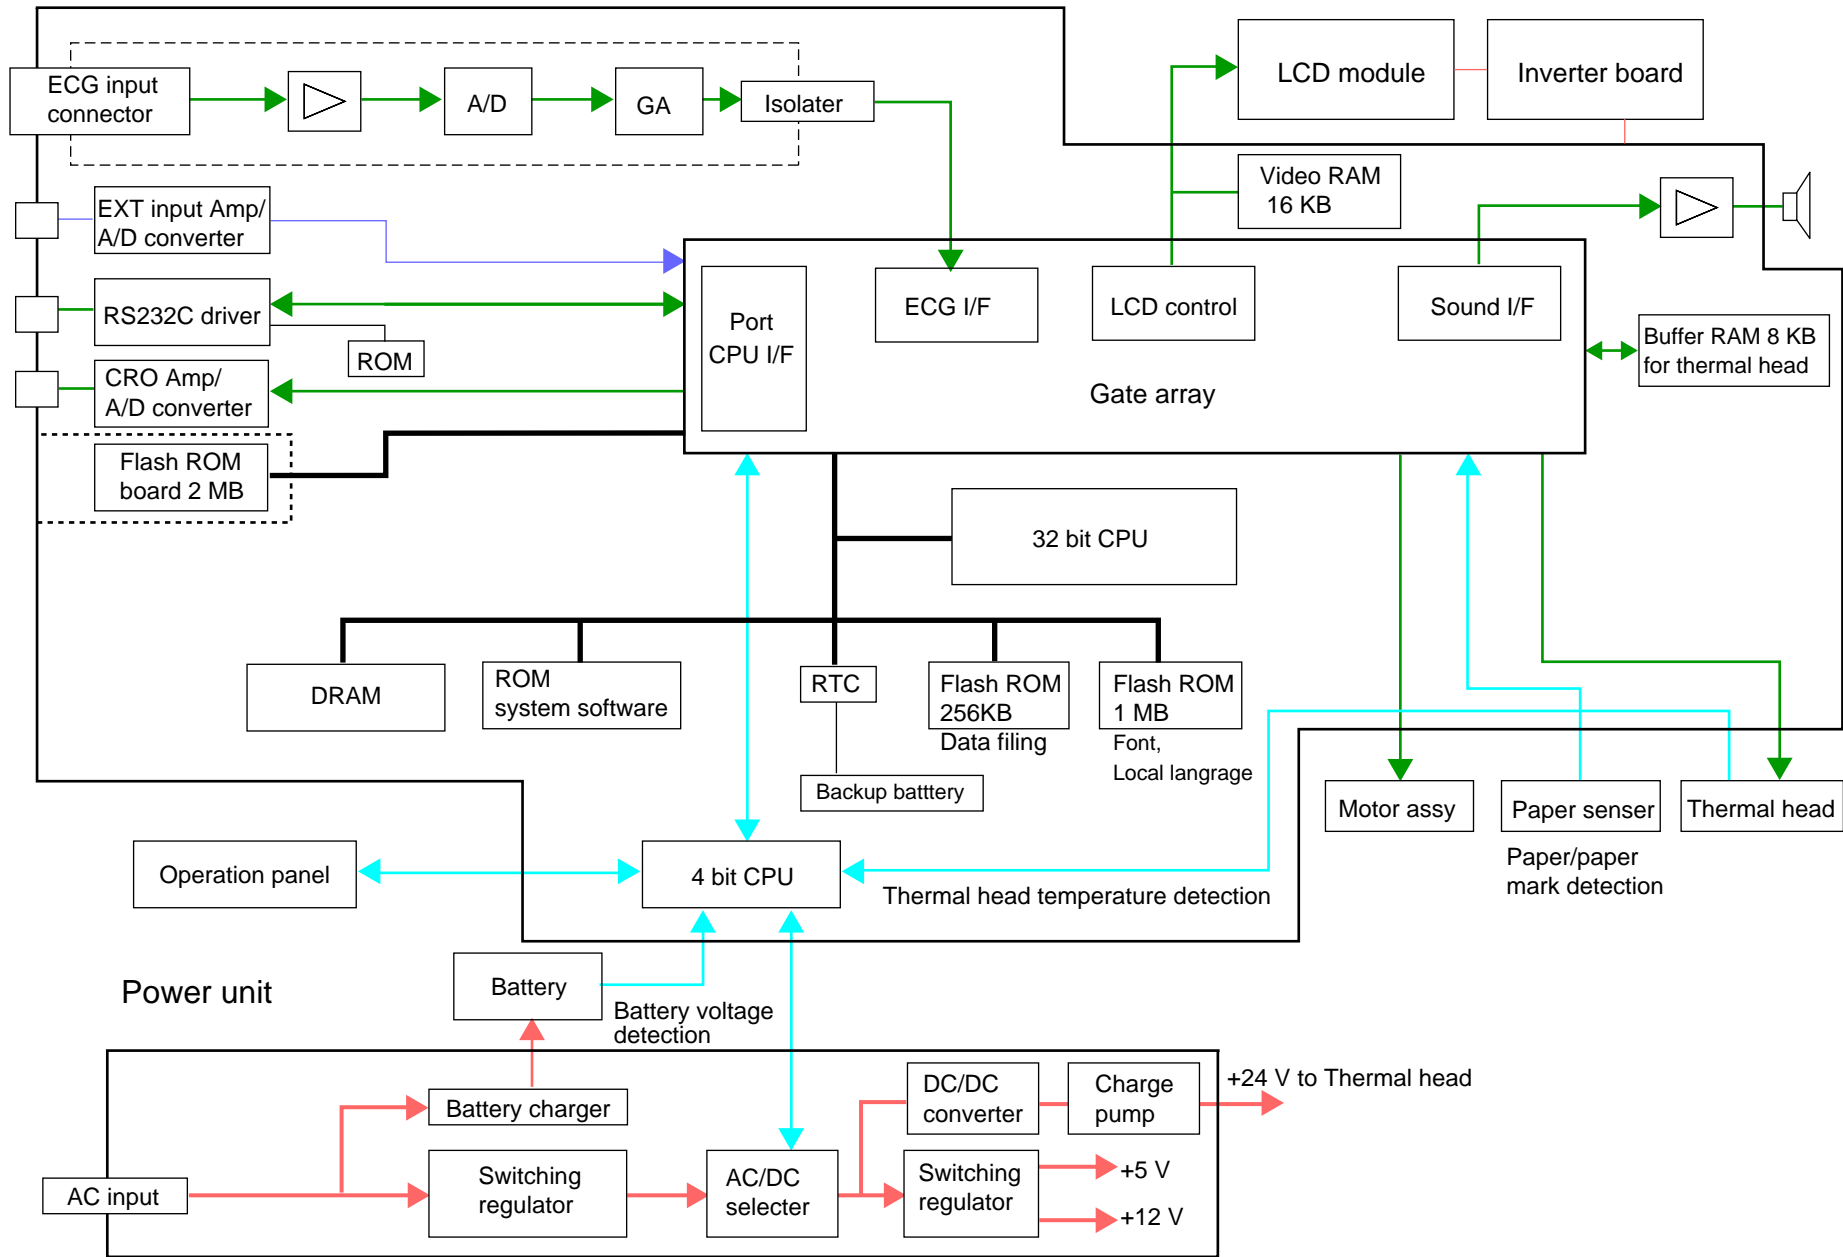 ECG input
connector
A/D
GA
Isolater
LCD module
Inverter board
Video RAM
16 KB
EXT input Amp/
A/D converter
RS232C driver
ROM
CRO Amp/
A/D converter
Flash ROM
board 2 MB
Port
CPU I/F
ECG I/F
LCD control
Sound I/F
Gate array
Buffer RAM 8 KB
for thermal head
32 bit CPU
DRAM
ROM
system software
RTC
Flash ROM
256KB
Data filing
Flash ROM
1 MB
Font,
Local langrage
Backup batttery
Motor assy
Paper senser
Thermal head
Paper/paper
mark detection
Operation panel
4 bit CPU
Thermal head temperature detection
Power unit
Battery
Battery voltage
detection
Battery charger
DC/DC
converter
Charge
pump
+24 V to Thermal head
AC input
Switching
regulator
AC/DC
selecter
Switching
regulator
+5 V
+12 V